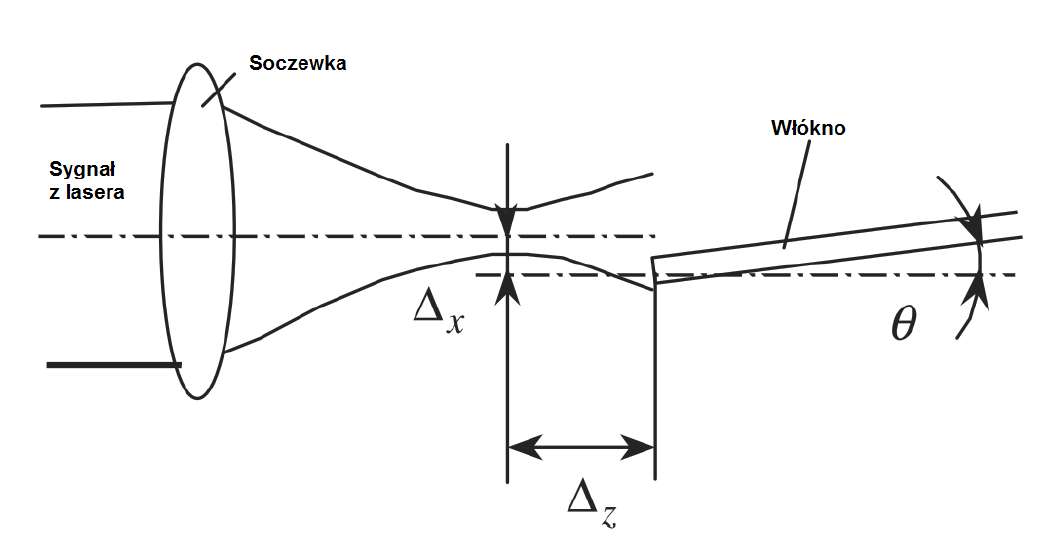 Soczewka
Włókno
Sygnał
z lasera
Δx
θ
Δz